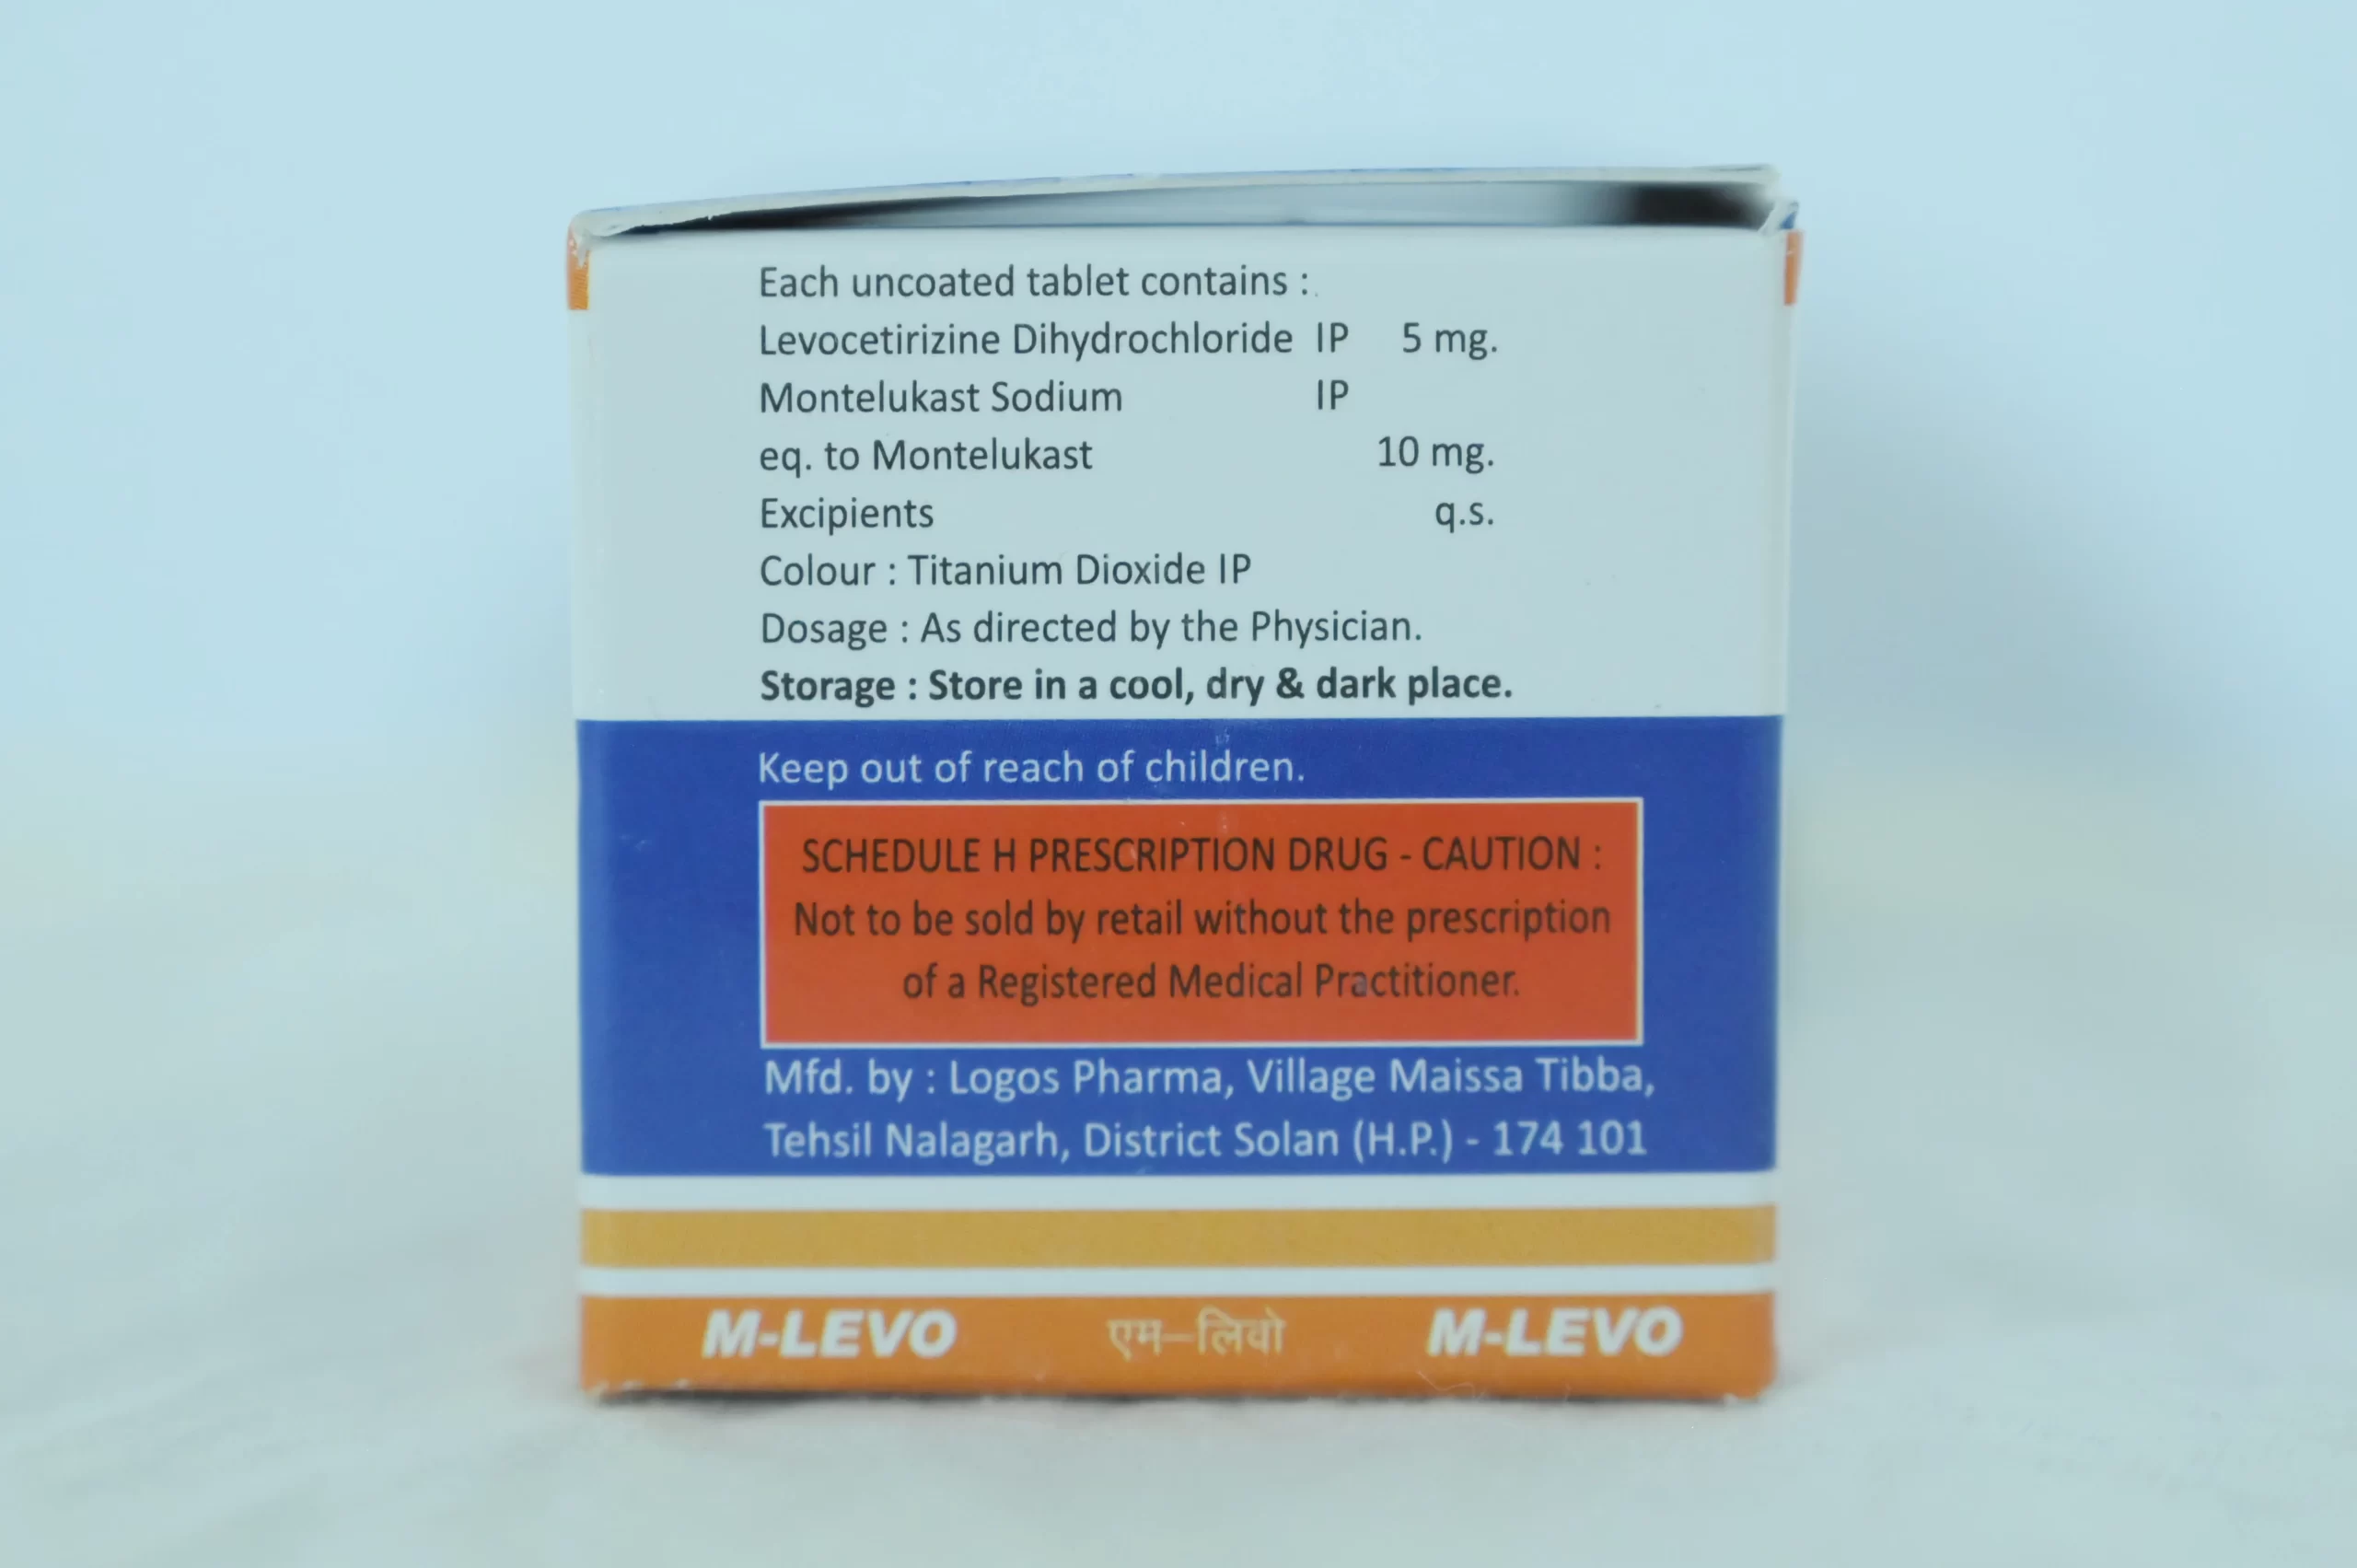 Each uncoated tablet contains :
Levocetirizine Dihydrochloride IP 5 mg.
Montelukast Sodium IP
eq. to Montelukast 10 mg.
Excipients q.s.
Colour : Titanium Dioxide IP
Dosage : As directed by the Physician.
Storage : Store in a cool, dry & dark place.
Keep out of reach of children.
SCHEDULE H PRESCRIPTION DRUG - CAUTION :
Not to be sold by retail without the prescription
of a Registered Medical Practitioner.
Mfd. by : Logos Pharma, Village Maissa Tibba,
Tehsil Nalagarh, District Solan (H.P.) - 174 101
M-LEVO एम–लिवो M-LEVO